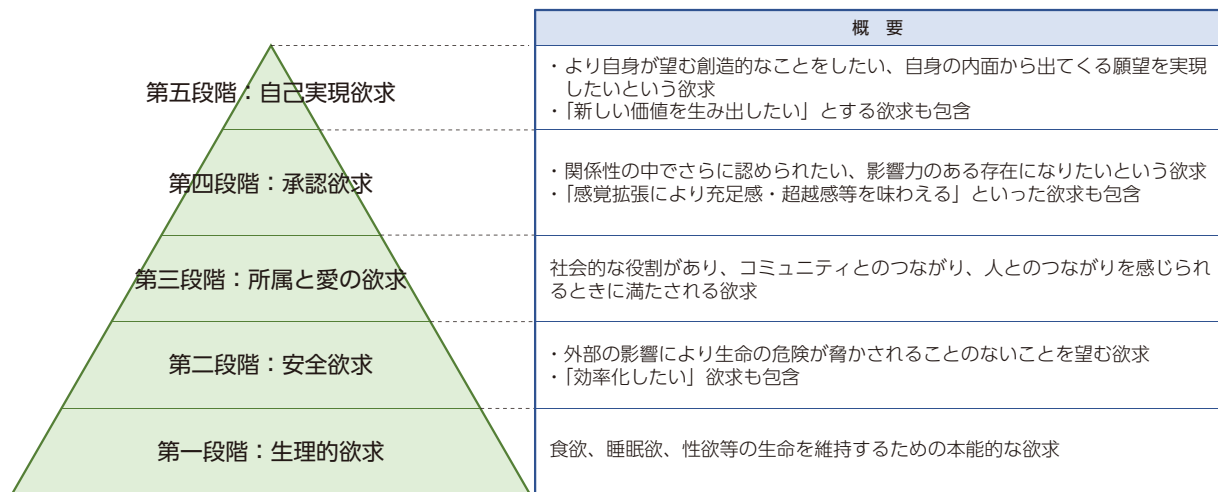 概 要
第五段階：自己実現欲求
・より自身が望む創造的なことをしたい、自身の内面から出てくる願望を実現
したいという欲求
・「新しい価値を生み出したい」とする欲求も包含
第四段階：承認欲求
・関係性の中でさらに認められたい、影響力のある存在になりたいという欲求
・「感覚拡張により充足感・超越感等を味わえる」といった欲求も包含
第三段階：所属と愛の欲求
社会的な役割があり、コミュニティとのつながり、人とのつながりを感じられ
るときに満たされる欲求
第二段階：安全欲求
・外部の影響により生命の危険が脅かされることのないことを望む欲求
・「効率化したい」欲求も包含
第一段階：生理的欲求
食欲、睡眠欲、性欲等の生命を維持するための本能的な欲求